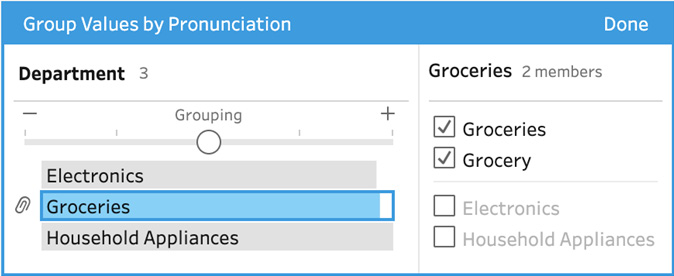 Group Values by Pronunciation Done
Department 3
− Grouping +
Electronics
Groceries
Household Appliances
Groceries 2 members
Groceries
Grocery
Electronics
Household Appliances